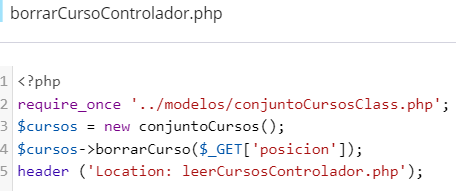 borrarCursoControlador.php
1 <?php
2 require_once '../modelos/conjuntoCursosClass.php';
3 $cursos = new conjuntoCursos();
4 $cursos->borrarCurso($_GET['posicion']);
5 header ('Location: leerCursosControlador.php');